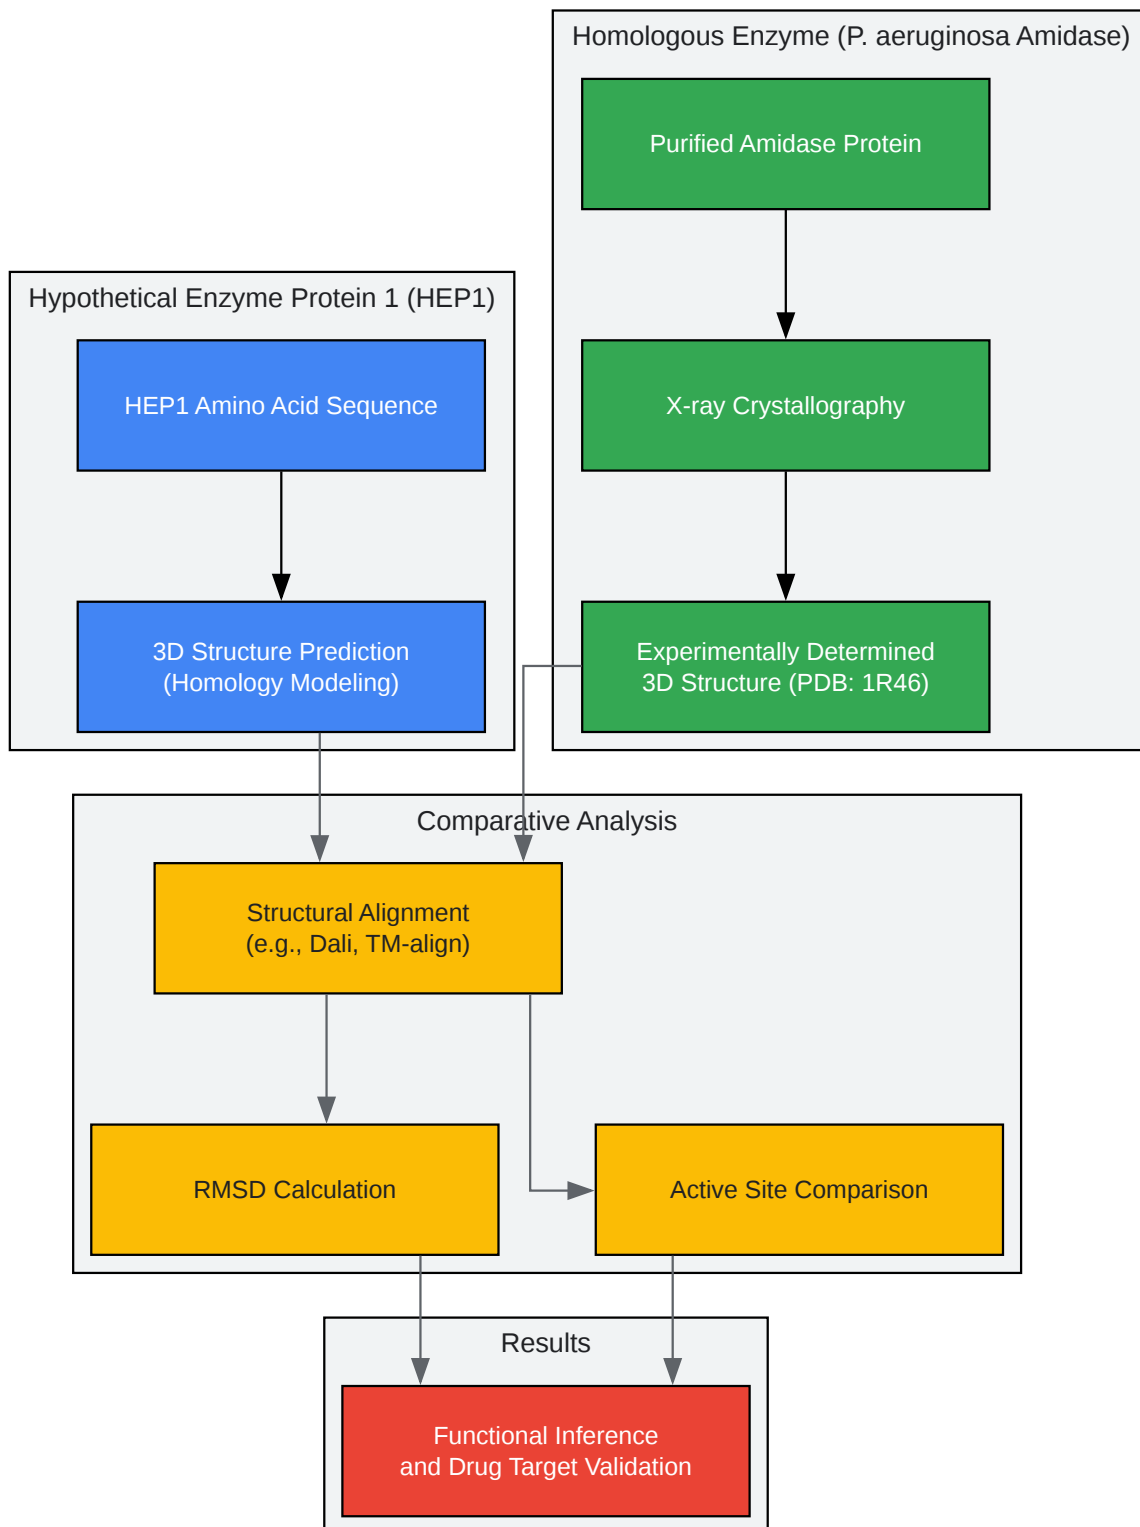 Homologous Enzyme (P. aeruginosa Amidase)
Purified Amidase Protein
X-ray Crystallography
Experimentally Determined
3D Structure (PDB: 1R46)
Hypothetical Enzyme Protein 1 (HEP1)
HEP1 Amino Acid Sequence
3D Structure Prediction
(Homology Modeling)
Comparative Analysis
Structural Alignment
(e.g., Dali, TM-align)
RMSD Calculation
Active Site Comparison
Results
Functional Inference
and Drug Target Validation